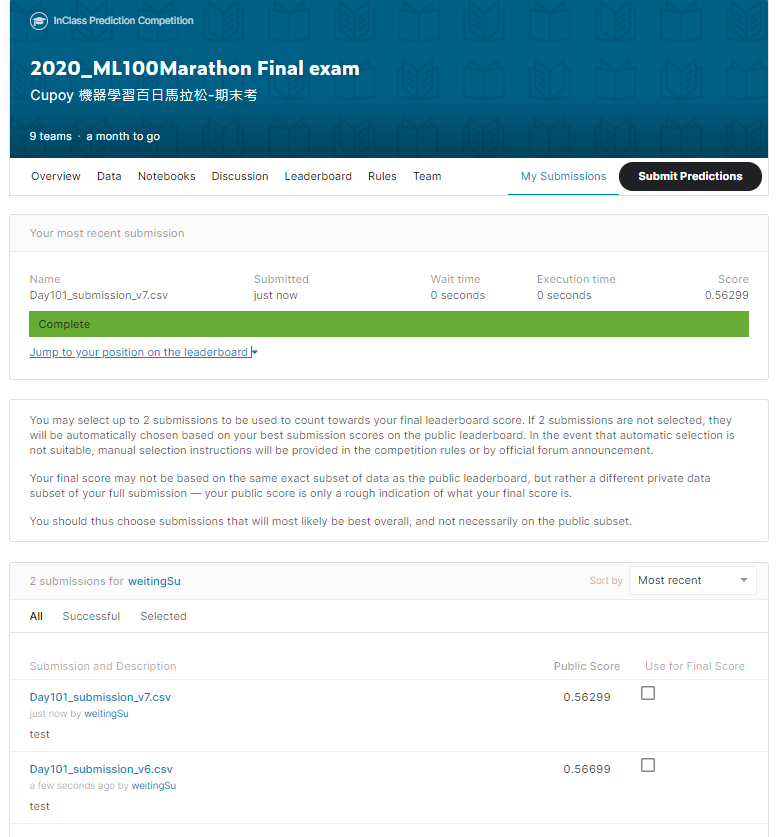 InClass Prediction Competition
2020_ML100Marathon Final exam
Cupoy 機器學習百日馬拉松-期末考
9 teams · a month to go
Overview Data Notebooks Discussion Leaderboard Rules Team My Submissions Submit Predictions
Your most recent submission
Name Submitted Wait time Execution time Score
Day101_submission_v7.csv just now 0 seconds 0 seconds 0.56299
Complete
Jump to your position on the leaderboard
You may select up to 2 submissions to be used to count towards your final leaderboard score. If 2 submissions are not selected, they
will be automatically chosen based on your best submission scores on the public leaderboard. In the event that automatic selection is
not suitable, manual selection instructions will be provided in the competition rules or by official forum announcement.
Your final score may not be based on the same exact subset of data as the public leaderboard, but rather a different private data
subset of your full submission — your public score is only a rough indication of what your final score is.
You should thus choose submissions that will most likely be best overall, and not necessarily on the public subset.
2 submissions for weitingSu Sort by Most recent
All Successful Selected
Submission and Description Public Score Use for Final Score
Day101_submission_v7.csv 0.56299
just now by weitingSu
test
Day101_submission_v6.csv 0.56699
a few seconds ago by weitingSu
test